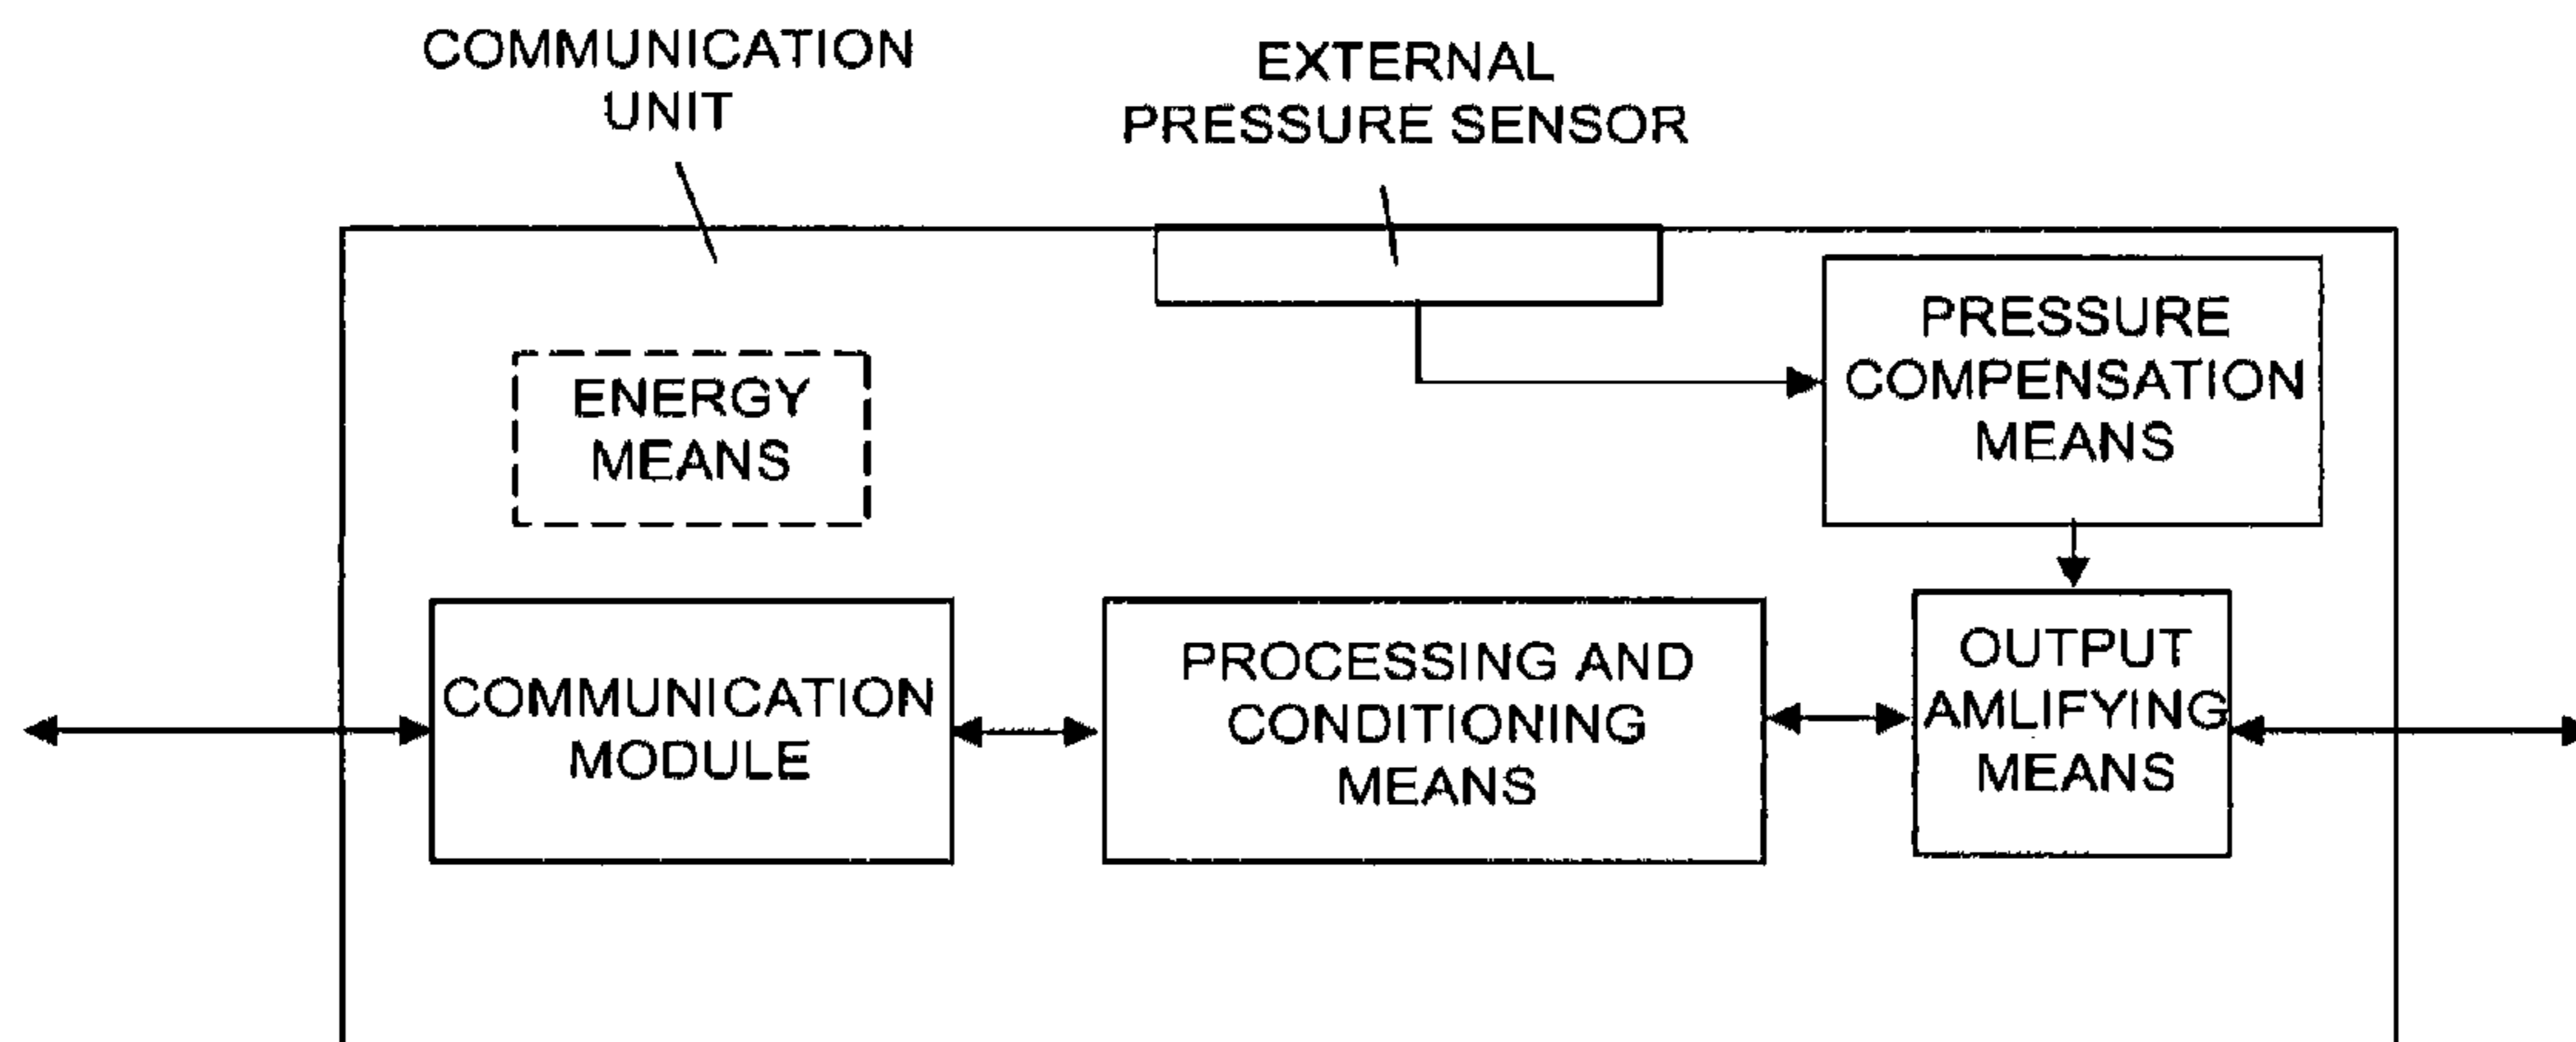 COMMUNICATION
UNIT
EXTERNAL
PRESSURE SENSOR
PRESSURE
COMPENSATION
MEANS
ENERGY
MEANS
COMMUNICATION
MODULE
PROCESSING AND
CONDITIONING
MEANS
OUTPUT
AMLIFYING
MEANS